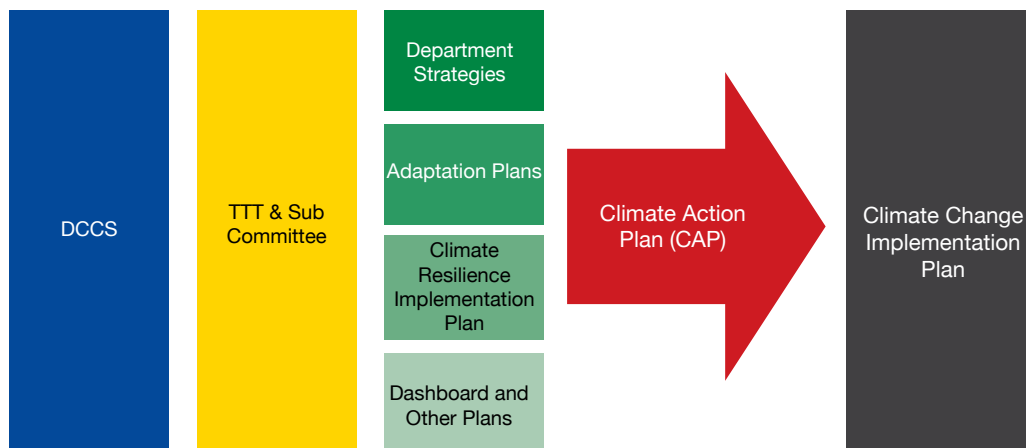 DCCS
TTT & Sub
Committee
Department
Strategies
Adaptation Plans
Climate
Resilience
Implementation
Plan
Dashboard and
Other Plans
Climate Action
Plan (CAP)
Climate Change
Implementation
Plan